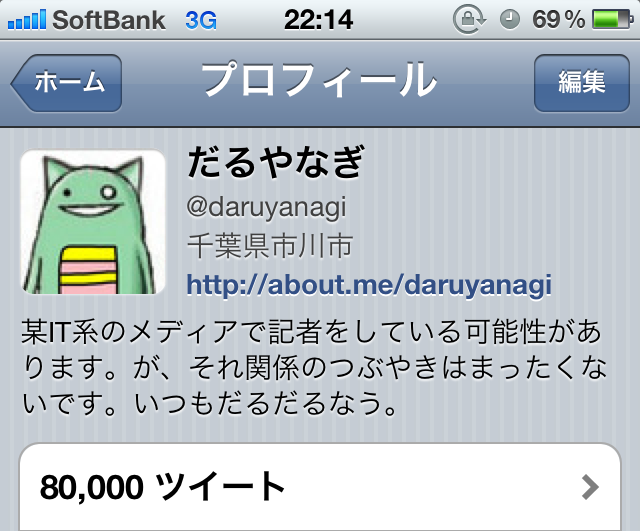 SoftBank 3G 22:14 69%
ホーム プロフィール 編集
だるやなぎ
@daruyanagi
千葉県市川市
http://about.me/daruyanagi
某IT系のメディアで記者をしている可能性があ
ります。が、それ関係のつぶやきはまったくな
いです。いつもだるだるなう。
80,000 ツイート